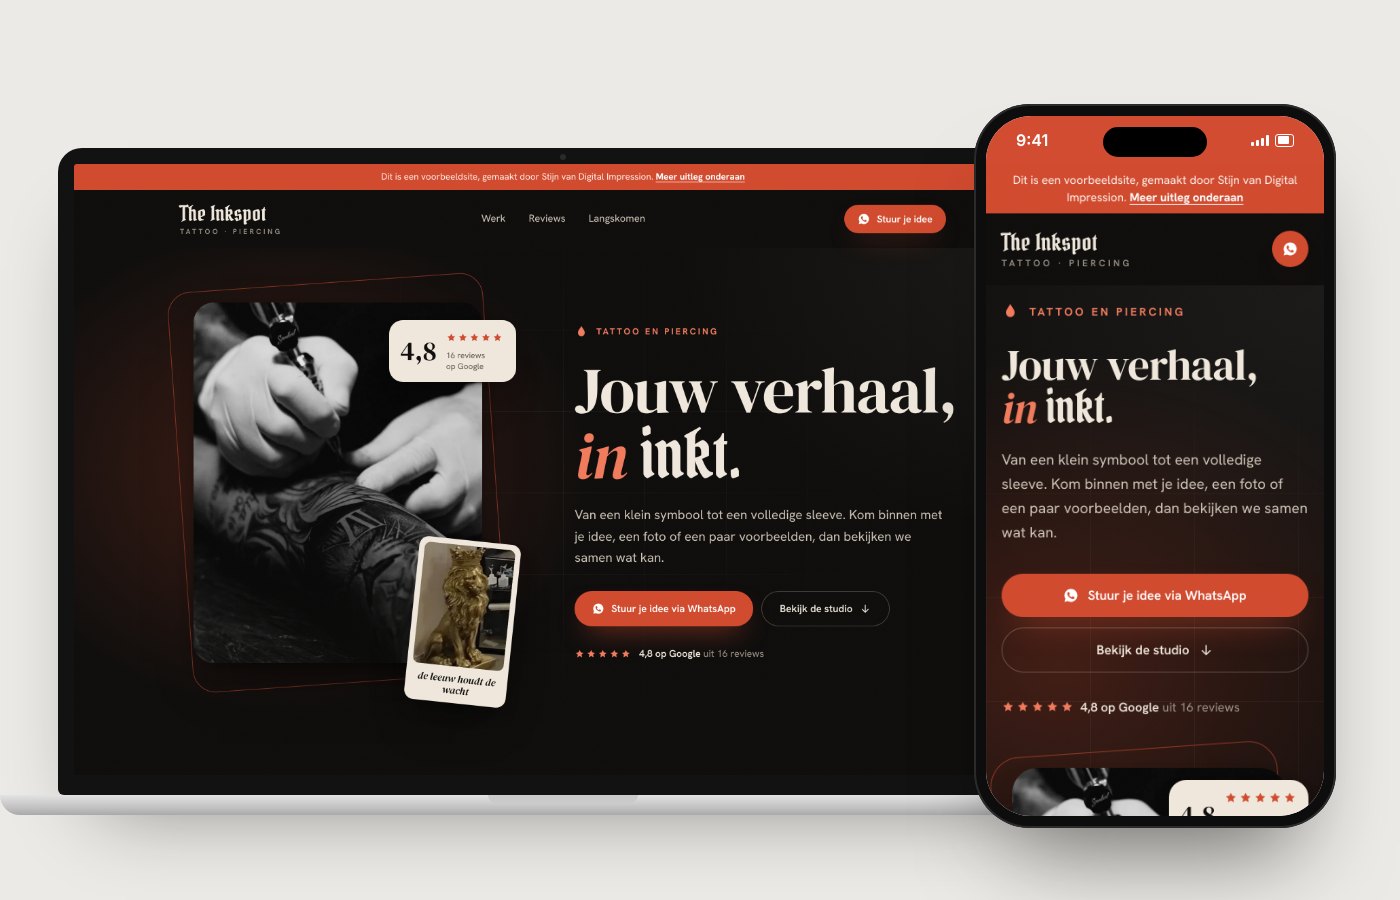 Dit is een voorbeeldsite, gemaakt door Stijn van Digital Impression. Meer uitleg onderaan
The Inkspot
TATTOO · PIERCING
Werk
Reviews
Langskomen
Stuur je idee
4,8
16 reviews
op Google
de leeuw houdt de
wacht
TATTOO EN PIERCING
Jouw verhaal,
in inkt.
Van een klein symbool tot een volledige sleeve. Kom binnen met
je idee, een foto of een paar voorbeelden, dan bekijken we
samen wat kan.
Stuur je idee via WhatsApp
Bekijk de studio ↓
4,8 op Google uit 16 reviews
9:41
Dit is een voorbeeldsite, gemaakt door Stijn van Digital
Impression. Meer uitleg onderaan
The Inkspot
TATTOO · PIERCING
TATTOO EN PIERCING
Jouw verhaal,
in inkt.
Van een klein symbool tot een volledige
sleeve. Kom binnen met je idee, een foto of
een paar voorbeelden, dan bekijken we samen
wat kan.
Stuur je idee via WhatsApp
Bekijk de studio ↓
4,8 op Google uit 16 reviews
4,8